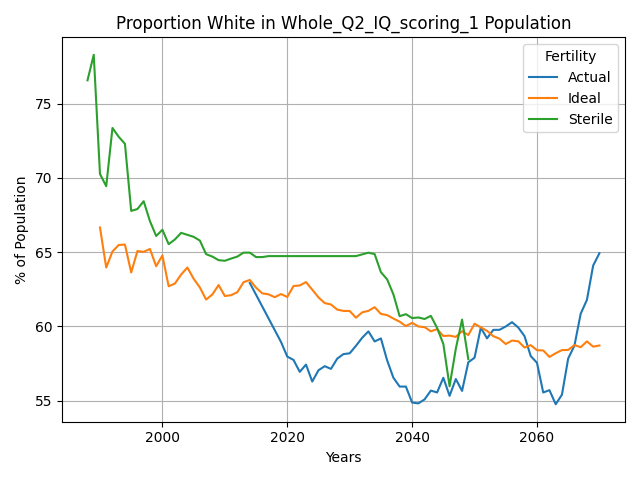 Proportion White in Whole_Q2_IQ_scoring_1 Population
Fertility
Actual
Ideal
Sterile
% of Population
75
70
65
60
55
2000
2020
2040
2060
Years